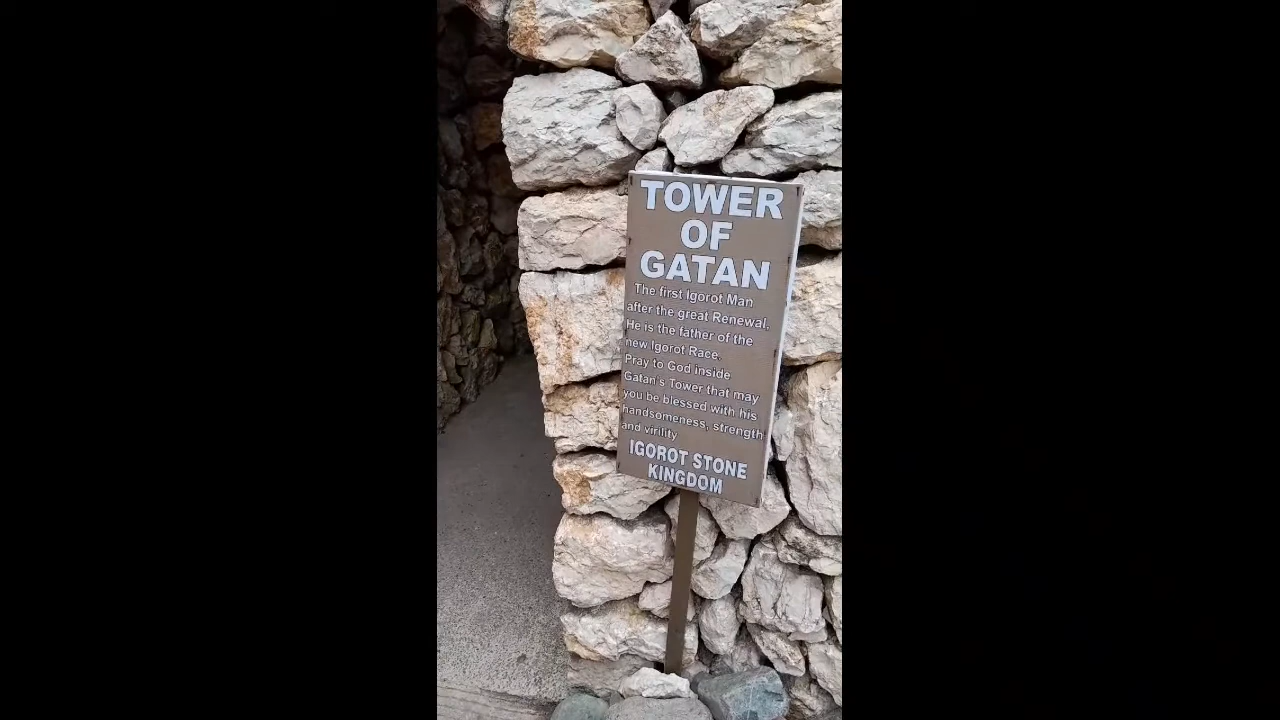 TOWER
OF
GATAN
The first Igorot Man
after the great Renewal.
He is the father of the
new Igorot Race.
Pray to God inside
Gatan's Tower that may
you be blessed with his
handsomeness, strength
and virility
IGOROT STONE
KINGDOM